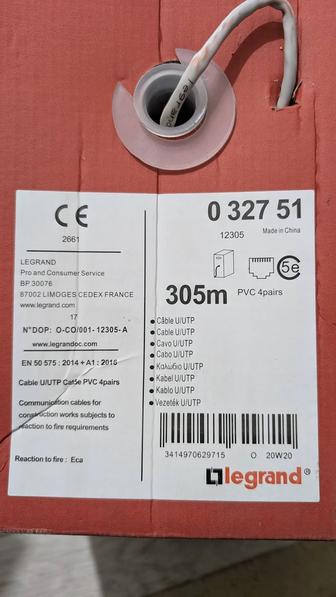 legrand
CE
2661
LEGRAND
Pro and Consumer Service
BP 30076
87002 LIMOGES CEDEX FRANCE
www.legrand.com
17
N°DOP: O-CO/001-12305-A
www.legrandoc.com
EN 50 575 : 2014 + A1 : 2016
Cable U/UTP Cat5e PVC 4pairs
Communication cables for
construction works subjects to
reaction to fire requirements
Reaction to fire : Eca
0 327 51
12305 Made in China
5e
305m PVC 4pairs
• Câble U/UTP
• Cable U/UTP
• Cavo U/UTP
• Cabo U/UTP
• Καλωδιο U/UTP
• Kabel U/UTP
• Kablo U/UTP
• Vezeték U/UTP
3414970629715 O 20W20
legrand®